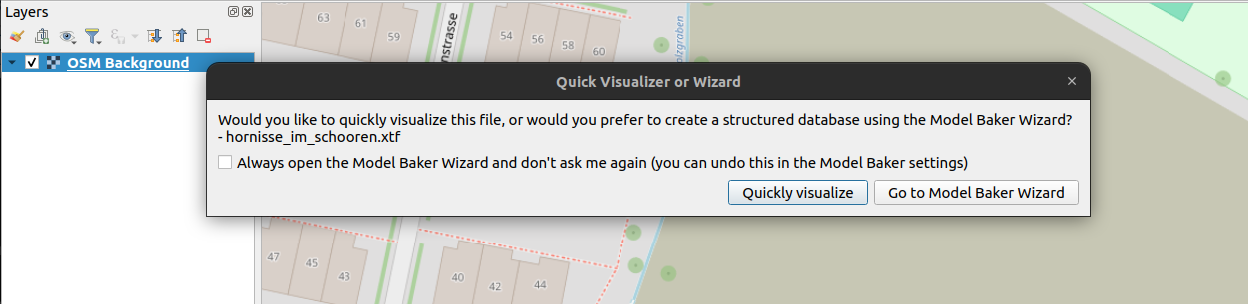 Layers
OSM Background
63
61
59
nstrasse
54
56
58
60
olzgraben
Quick Visualizer or Wizard
Would you like to quickly visualize this file, or would you prefer to create a structured database using the Model Baker Wizard?
- hornisse_im_schooren.xtf
Always open the Model Baker Wizard and don't ask me again (you can undo this in the Model Baker settings)
Quickly visualize
Go to Model Baker Wizard
47
45
43
40
42
44